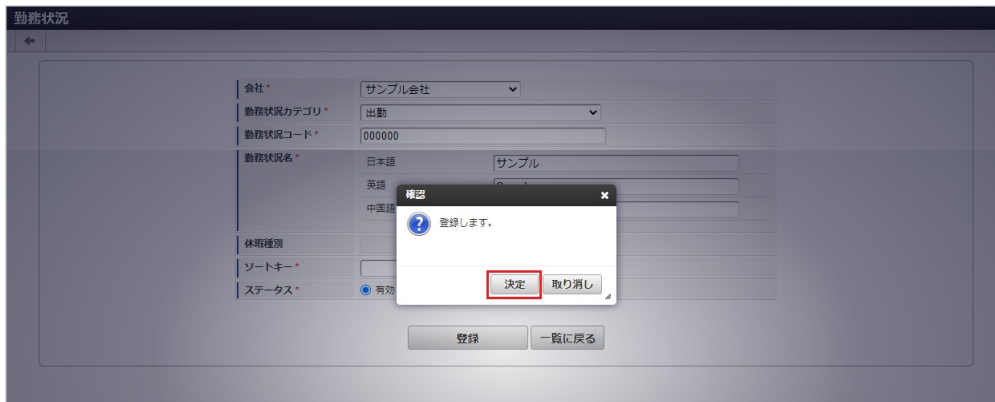 勤務状況
会社*
サンプル会社
勤務状況カテゴリ*
出勤
勤務状況コード*
000000
勤務状況名*
日本語
サンプル
英語
中国語
確認
登録します。
決定
取り消し
休暇種別
ソートキー*
ステータス*
有効
登録
一覧に戻る